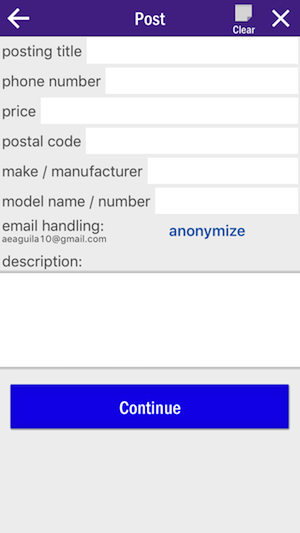 Post
Clear
posting title
phone number
price
postal code
make / manufacturer
model name / number
email handling:
anonymize
aeaguila10@gmail.com
description:
Continue